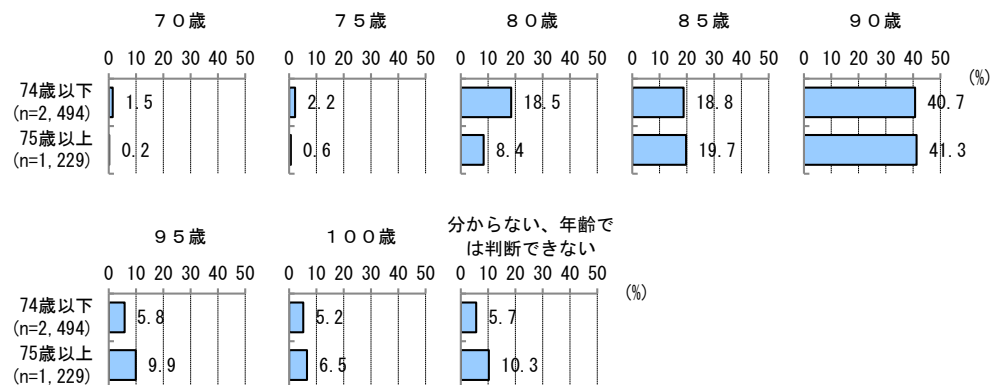 ７０歳 ７５歳 ８０歳 ８５歳 ９０歳
0 10 20 30 40 50 0 10 20 30 40 50 0 10 20 30 40 50 0 10 20 30 40 50 0 10 20 30 40 50
(%)
74歳以下
(n=2,494)
1.5 2.2 18.5 18.8 40.7
75歳以上
(n=1,229)
0.2 0.6 8.4 19.7 41.3
９５歳 １００歳 分からない、年齢で
は判断できない
0 10 20 30 40 50 0 10 20 30 40 50 0 10 20 30 40 50
(%)
74歳以下
(n=2,494)
5.8 5.2 5.7
75歳以上
(n=1,229)
9.9 6.5 10.3